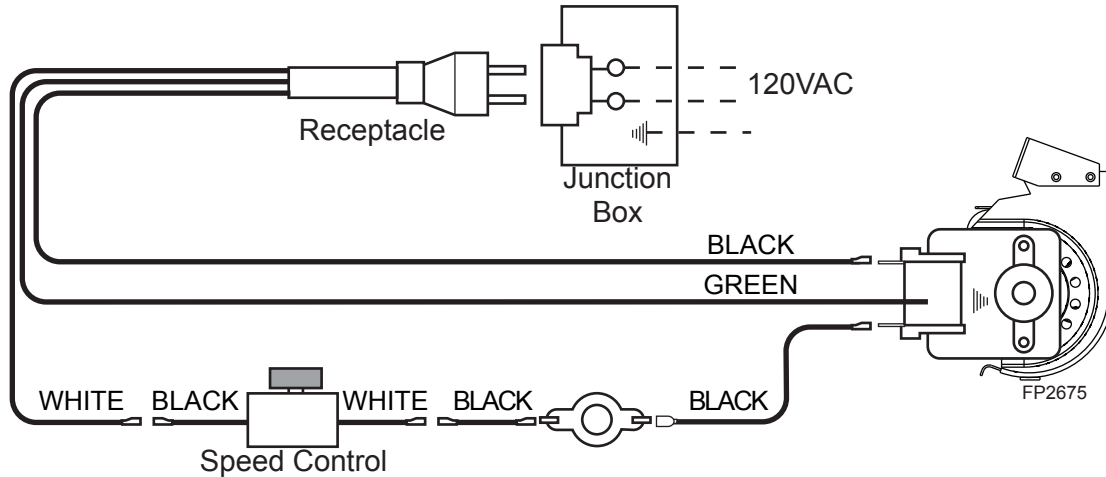 120VAC
Receptacle
Junction
Box
BLACK
GREEN
FP2675
WHITE BLACK WHITE BLACK BLACK
Speed Control